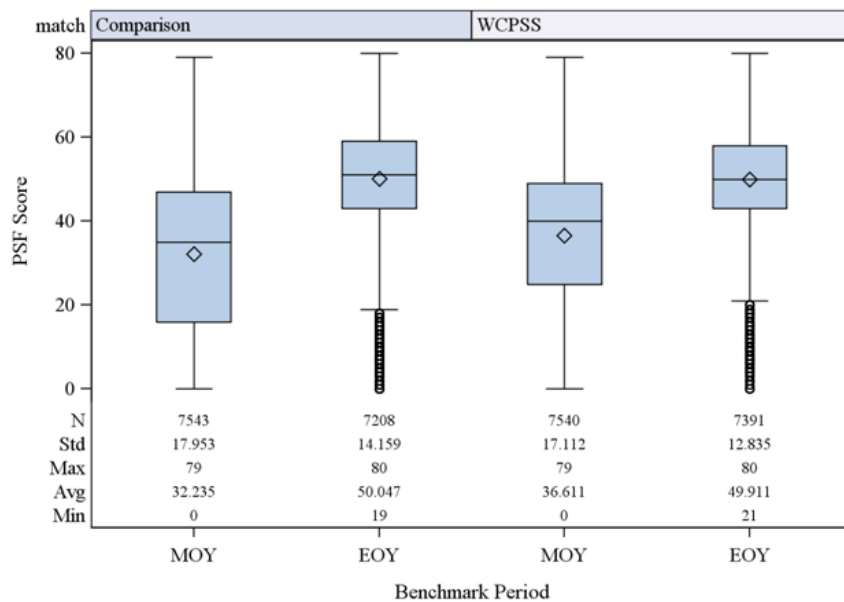 match Comparison WCPSS
80
60
40
20
0
PSF Score
N 7543 7208 7540 7391
Std 17.953 14.159 17.112 12.835
Max 79 80 79 80
Avg 32.235 50.047 36.611 49.911
Min 0 19 0 21
MOY EOY MOY EOY
Benchmark Period